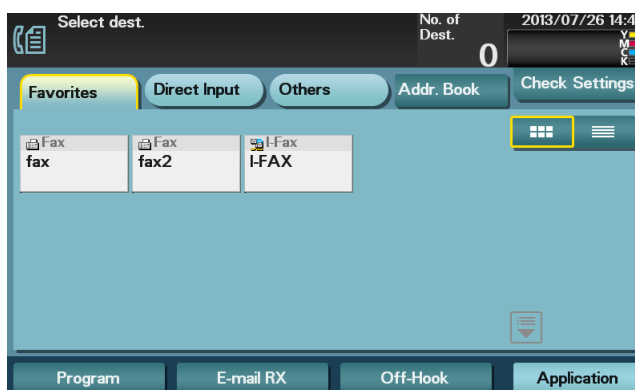 Select dest.
No. of
Dest.
0
2013/07/26 14:4
Y
M
C
K
Favorites
Direct Input
Others
Addr. Book
Check Settings
Fax
fax
Fax
fax2
I-Fax
I-FAX
Program
E-mail RX
Off-Hook
Application